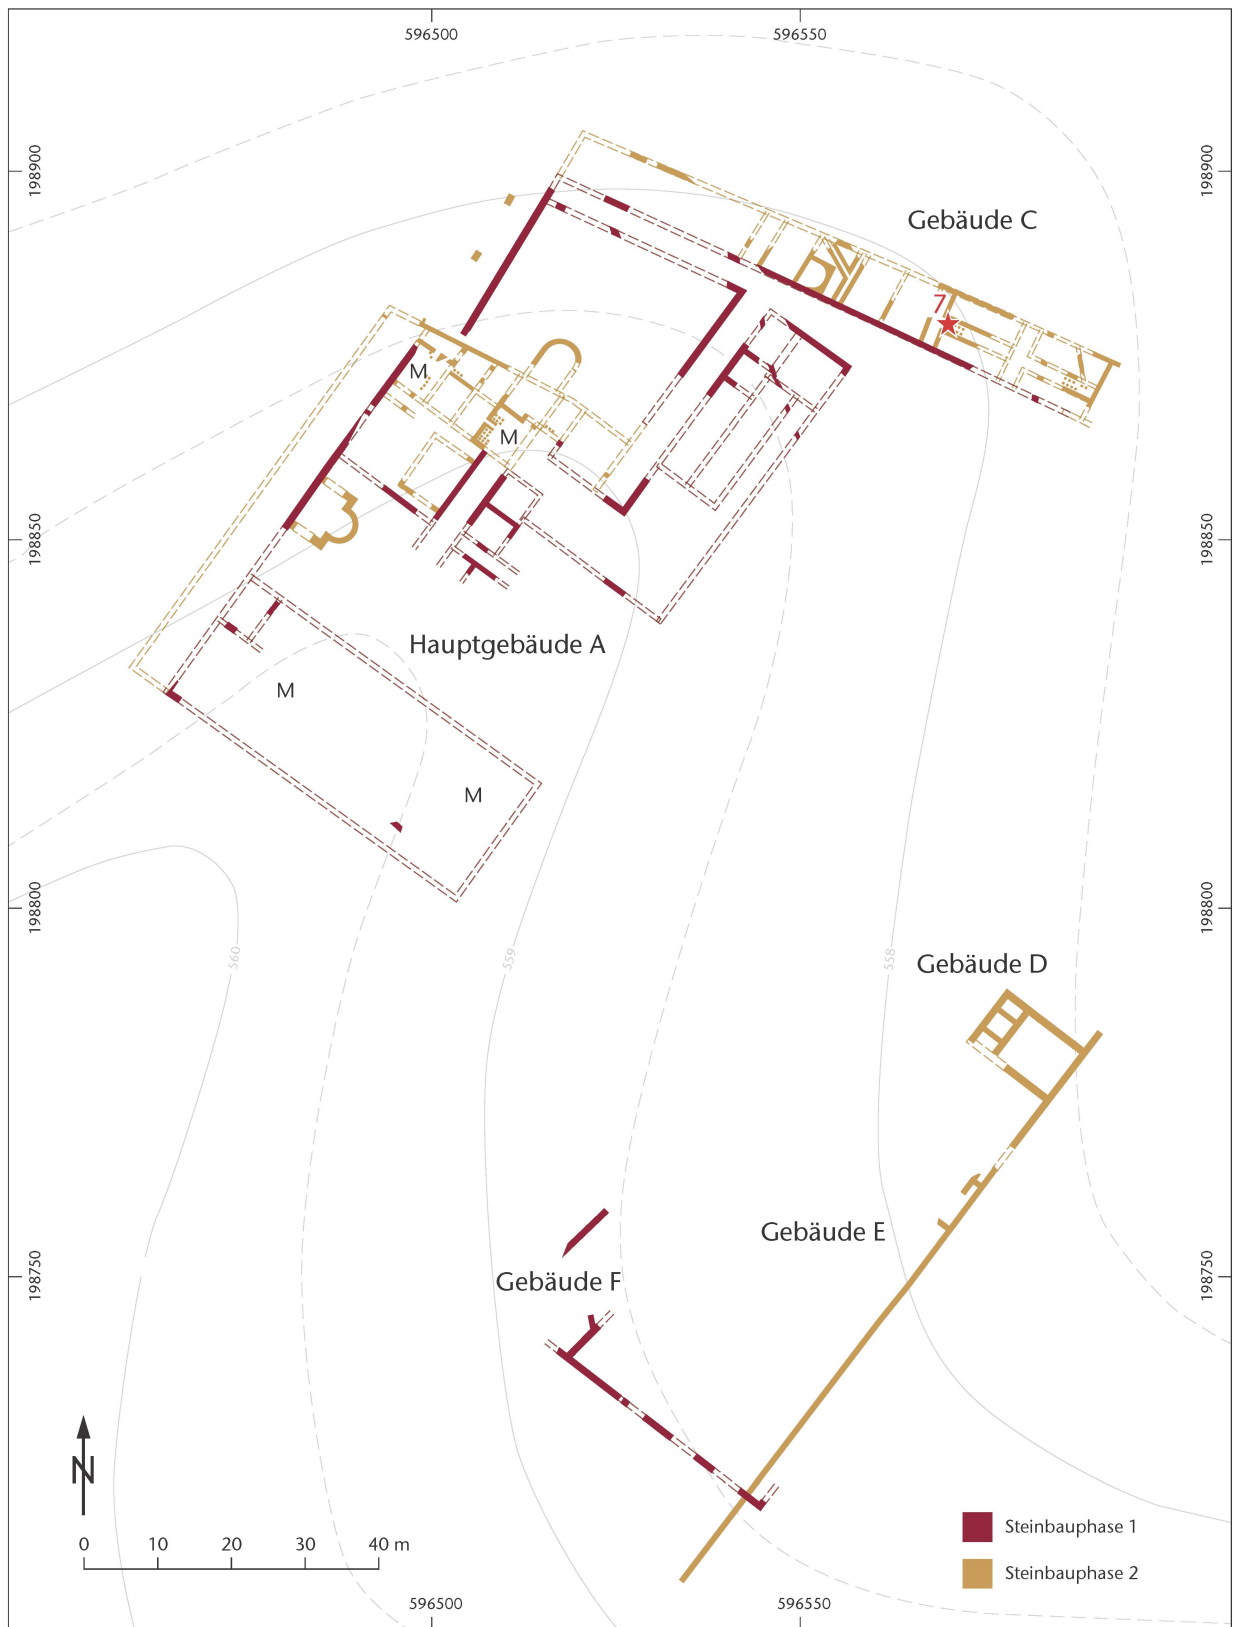 596500
596550
198900
198900
Gebäude C
7
M
M
198850
198850
Hauptgebäude A
M
M
198800
198800
560
559
558
Gebäude D
Gebäude E
198750
198750
Gebäude F
N
0 10 20 30 40 m
Steinbauphase 1
Steinbauphase 2
596500
596550